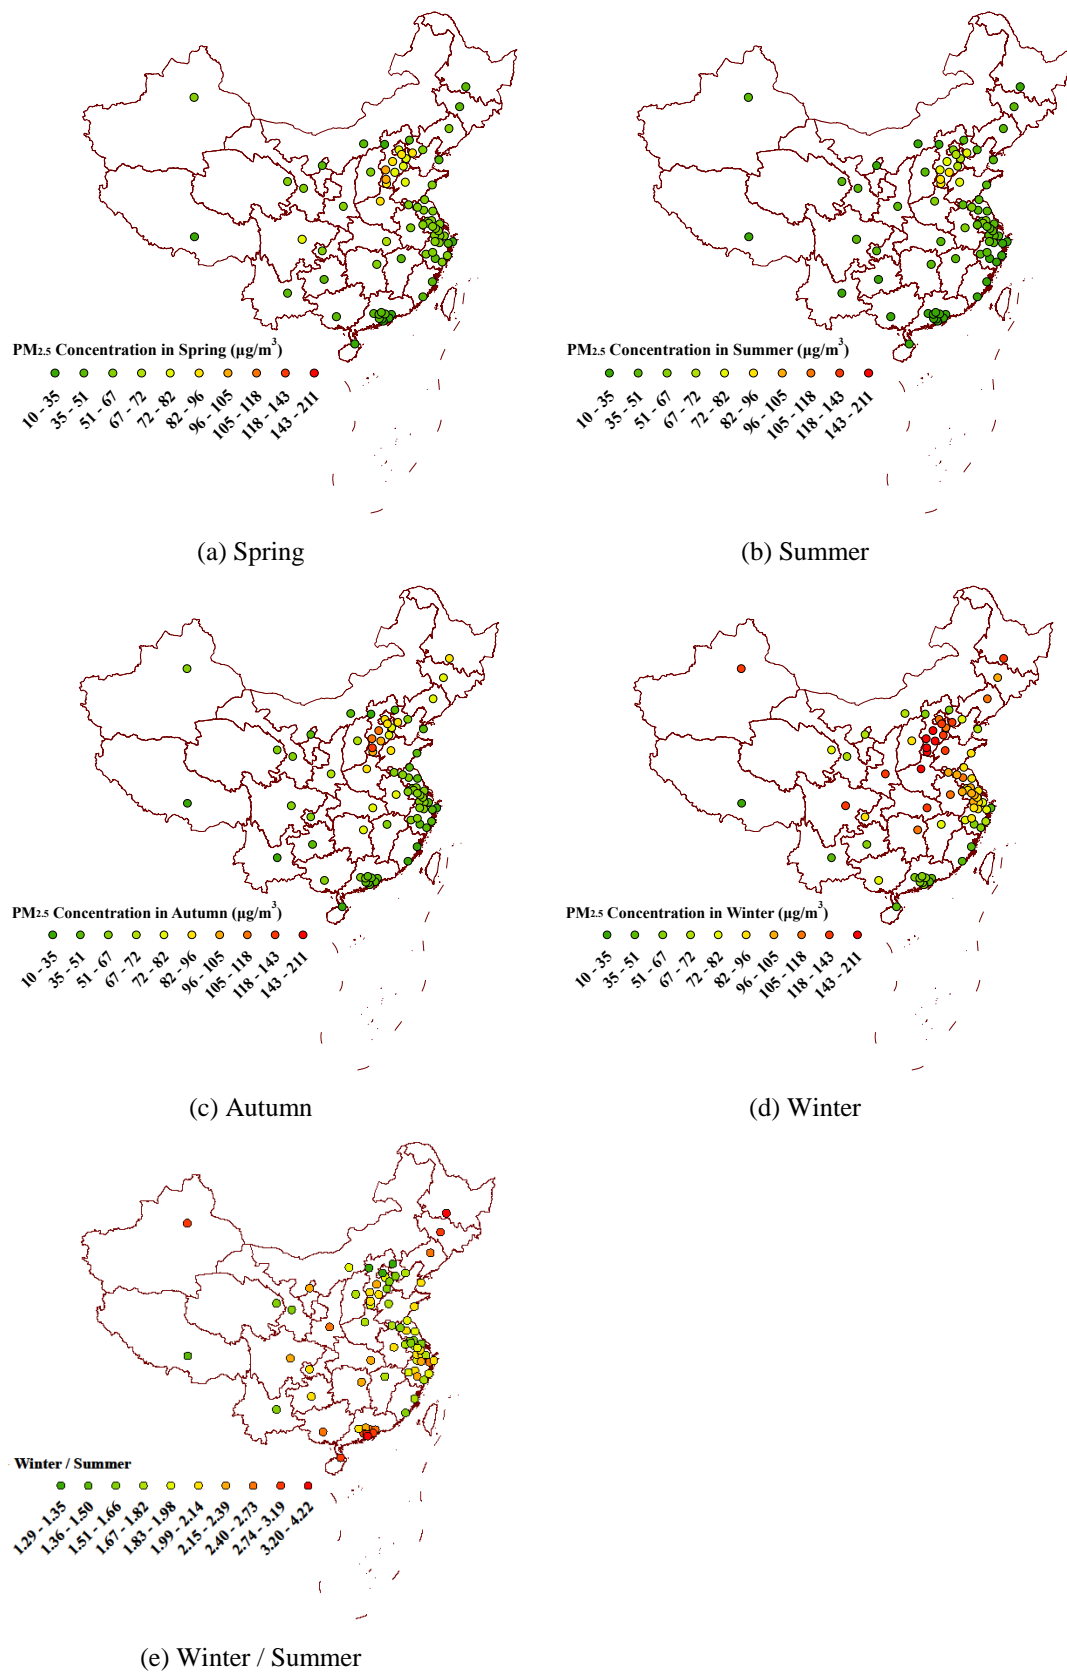 PM2.5 Concentration in Spring (µg/m³)
10 - 35
35 - 51
51 - 67
67 - 72
72 - 82
82 - 96
96 - 105
105 - 118
118 - 143
143 - 211
(a) Spring
PM2.5 Concentration in Summer (µg/m³)
10 - 35
35 - 51
51 - 67
67 - 72
72 - 82
82 - 96
96 - 105
105 - 118
118 - 143
143 - 211
(b) Summer
PM2.5 Concentration in Autumn (µg/m³)
10 - 35
35 - 51
51 - 67
67 - 72
72 - 82
82 - 96
96 - 105
105 - 118
118 - 143
143 - 211
(c) Autumn
PM2.5 Concentration in Winter (µg/m³)
10 - 35
35 - 51
51 - 67
67 - 72
72 - 82
82 - 96
96 - 105
105 - 118
118 - 143
143 - 211
(d) Winter
Winter / Summer
1.29 - 1.35
1.36 - 1.50
1.51 - 1.66
1.67 - 1.82
1.83 - 1.98
1.99 - 2.14
2.15 - 2.39
2.40 - 2.73
2.74 - 3.19
3.20 - 4.22
(e) Winter / Summer